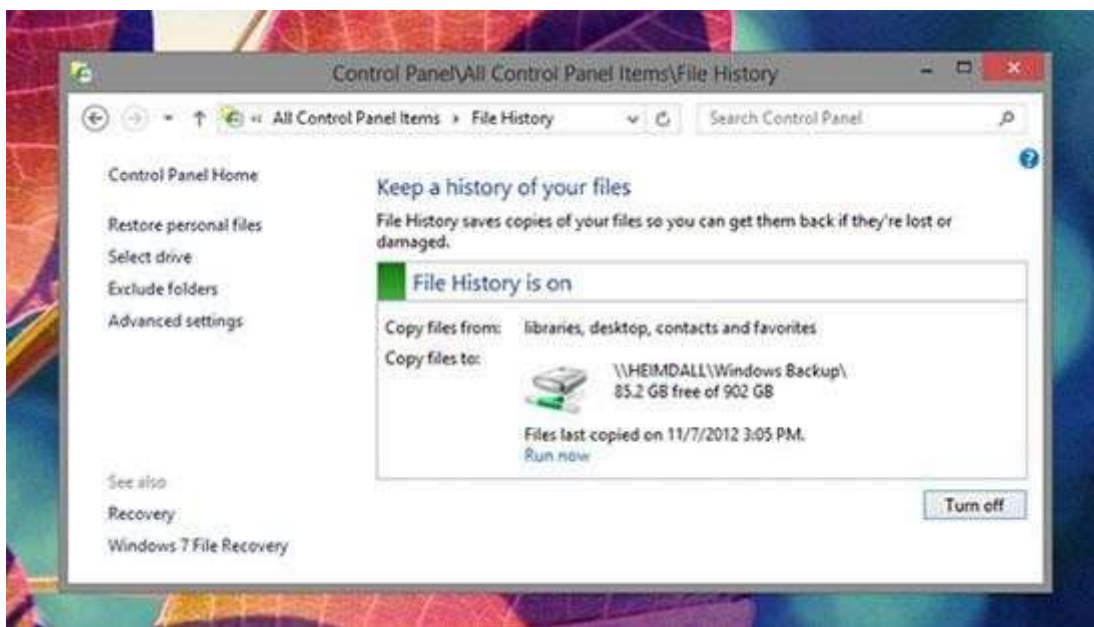 Control Panel\All Control Panel Items\File History
« All Control Panel Items ▸ File History
Search Control Panel
Control Panel Home
Restore personal files
Select drive
Exclude folders
Advanced settings
See also
Recovery
Windows 7 File Recovery
Keep a history of your files
File History saves copies of your files so you can get them back if they're lost or
damaged.
File History is on
Copy files from: libraries, desktop, contacts and favorites
Copy files to:
\\HEIMDALL\Windows Backup\
85.2 GB free of 902 GB
Files last copied on 11/7/2012 3:05 PM.
Run now
Turn off